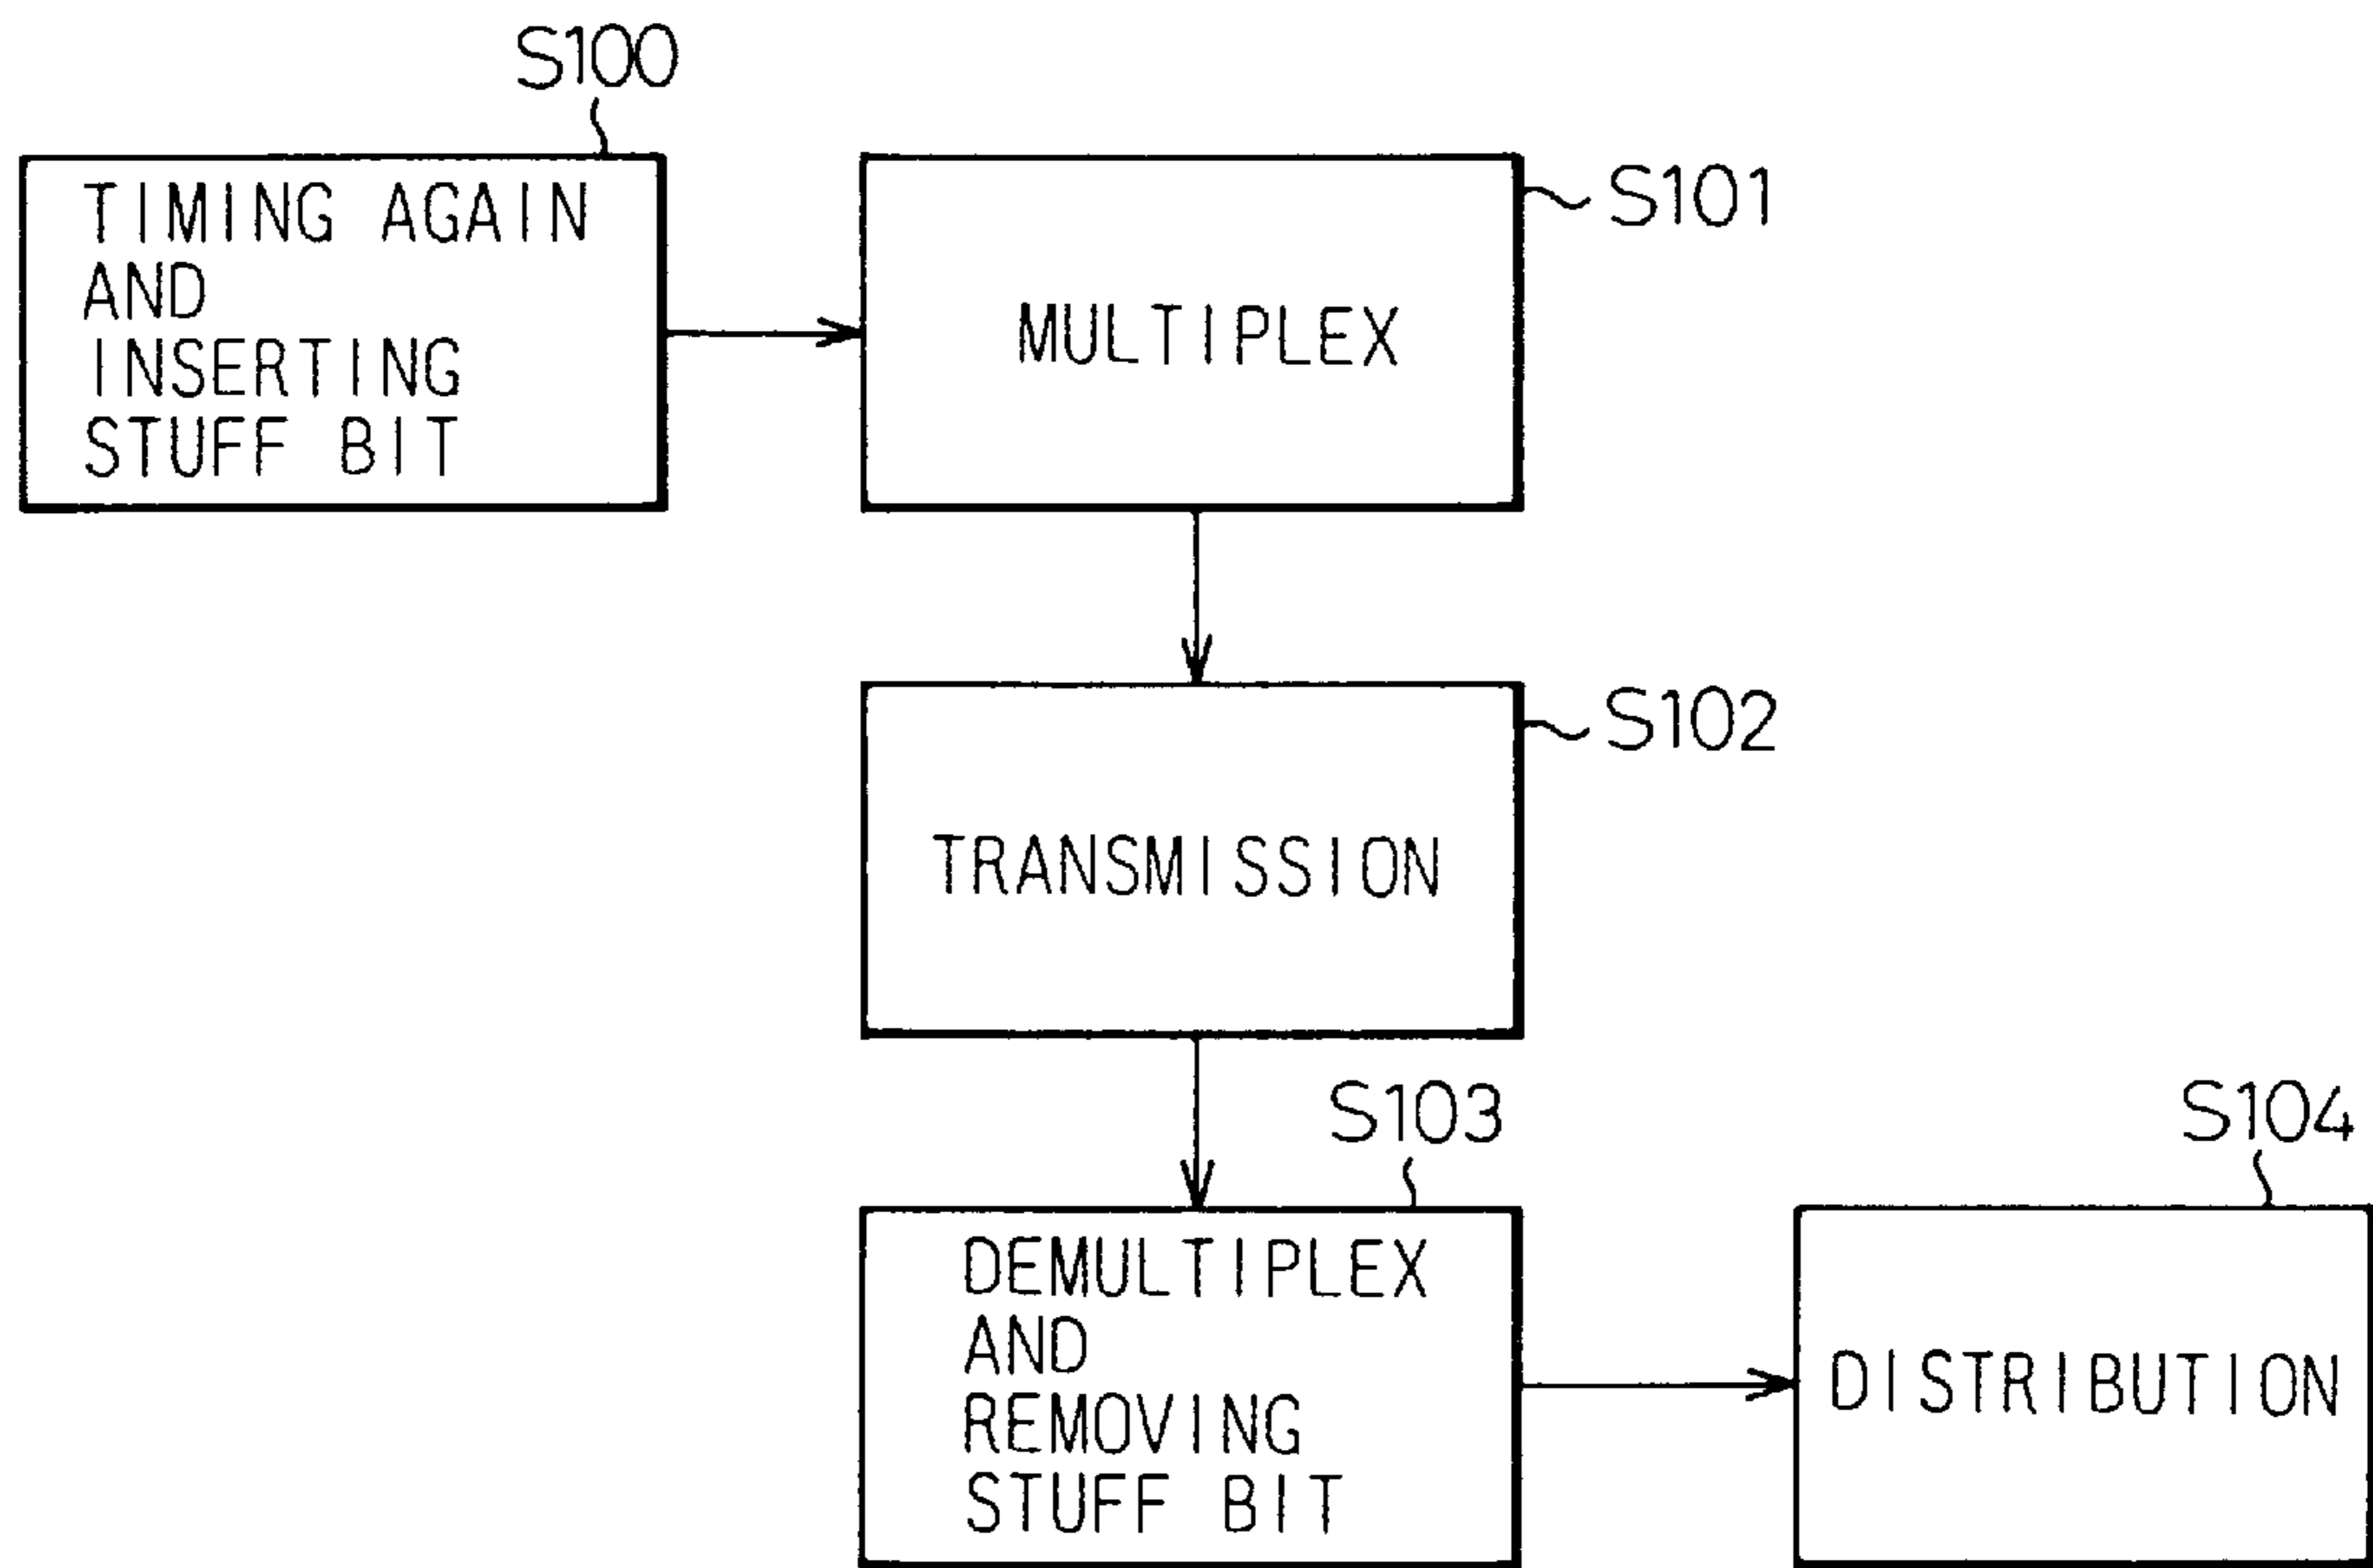 S100
TIMING AGAIN
AND
INSERTING
STUFF BIT
S101
MULTIPLEX
S102
TRANSMISSION
S103
DEMULTIPLEX
AND
REMOVING
STUFF BIT
S104
DISTRIBUTION